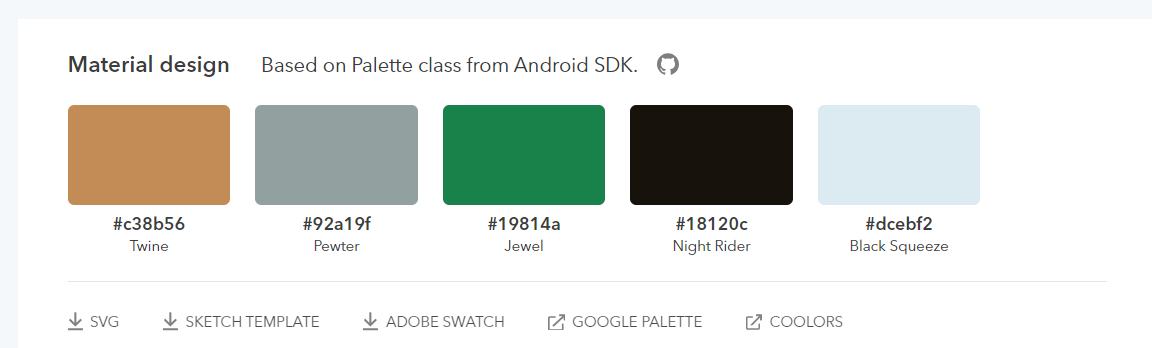 Material design Based on Palette class from Android SDK.
#c38b56 #92a19f #19814a #18120c #dcebf2
Twine Pewter Jewel Night Rider Black Squeeze
SVG SKETCH TEMPLATE ADOBE SWATCH GOOGLE PALETTE COOLORS